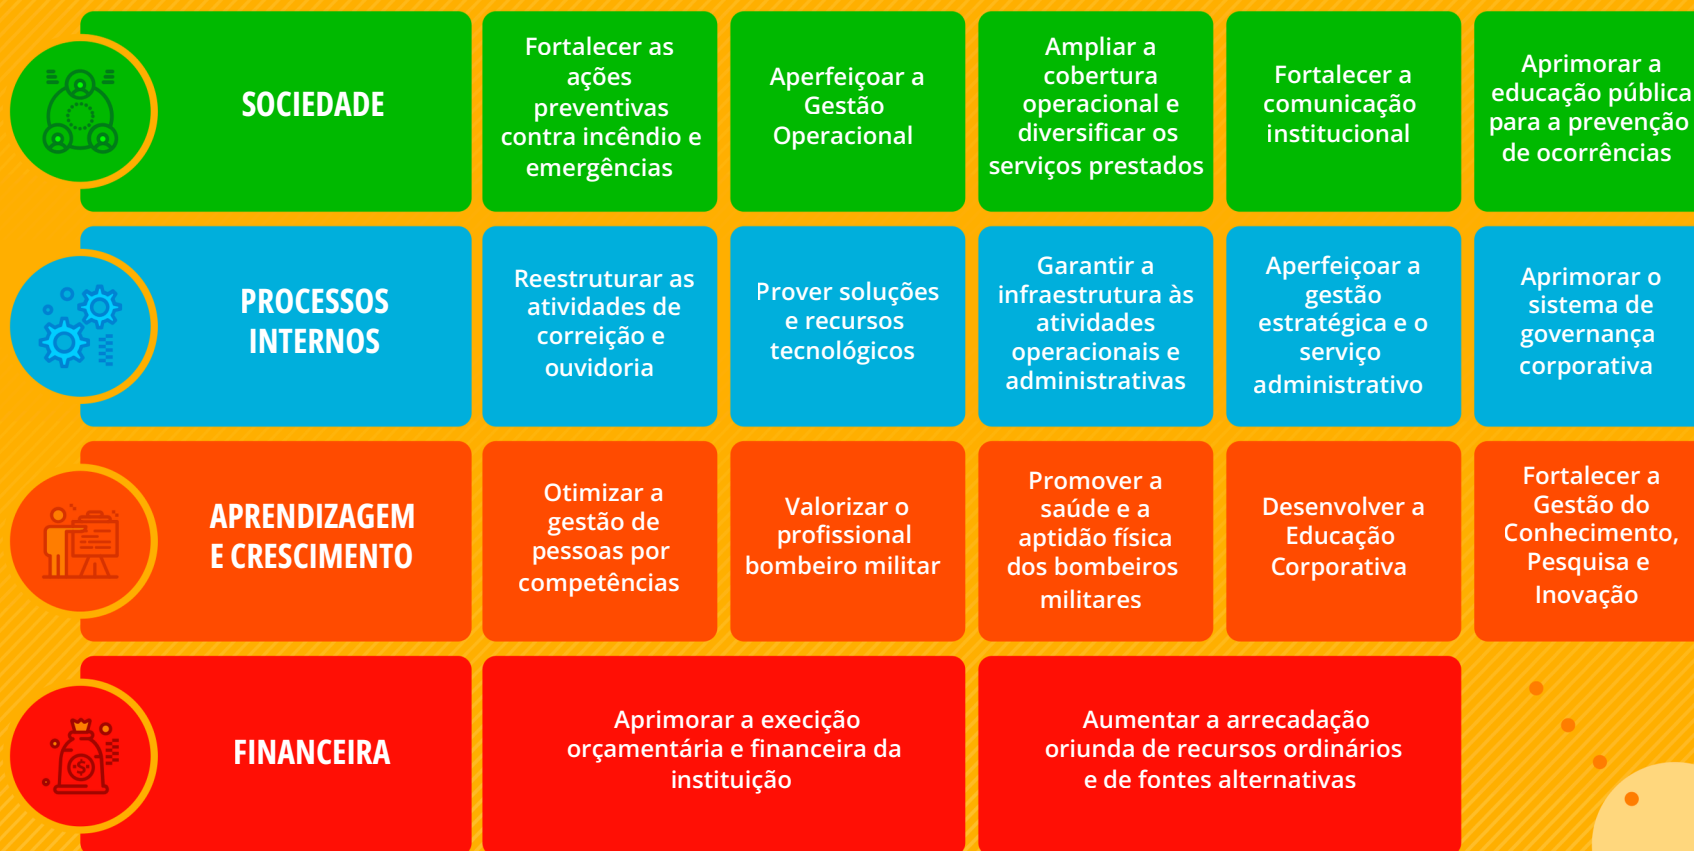 SOCIEDADE
Fortalecer as
ações
preventivas
contra incêndio e
emergências
Aperfeiçoar a
Gestão
Operacional
Ampliar a
cobertura
operacional e
diversificar os
serviços prestados
Fortalecer a
comunicação
institucional
Aprimorar a
educação pública
para a prevenção
de ocorrências
PROCESSOS
INTERNOS
Reestruturar as
atividades de
correição e
ouvidoria
Prover soluções
e recursos
tecnológicos
Garantir a
infraestrutura às
atividades
operacionais e
administrativas
Aperfeiçoar a
gestão
estratégica e o
serviço
administrativo
Aprimorar o
sistema de
governança
corporativa
APRENDIZAGEM
E CRESCIMENTO
Otimizar a
gestão de
pessoas por
competências
Valorizar o
profissional
bombeiro militar
Promover a
saúde e a
aptidão física
dos bombeiros
militares
Desenvolver a
Educação
Corporativa
Fortalecer a
Gestão do
Conhecimento,
Pesquisa e
Inovação
FINANCEIRA
Aprimorar a execição
orçamentária e financeira da
instituição
Aumentar a arrecadação
oriunda de recursos ordinários
e de fontes alternativas